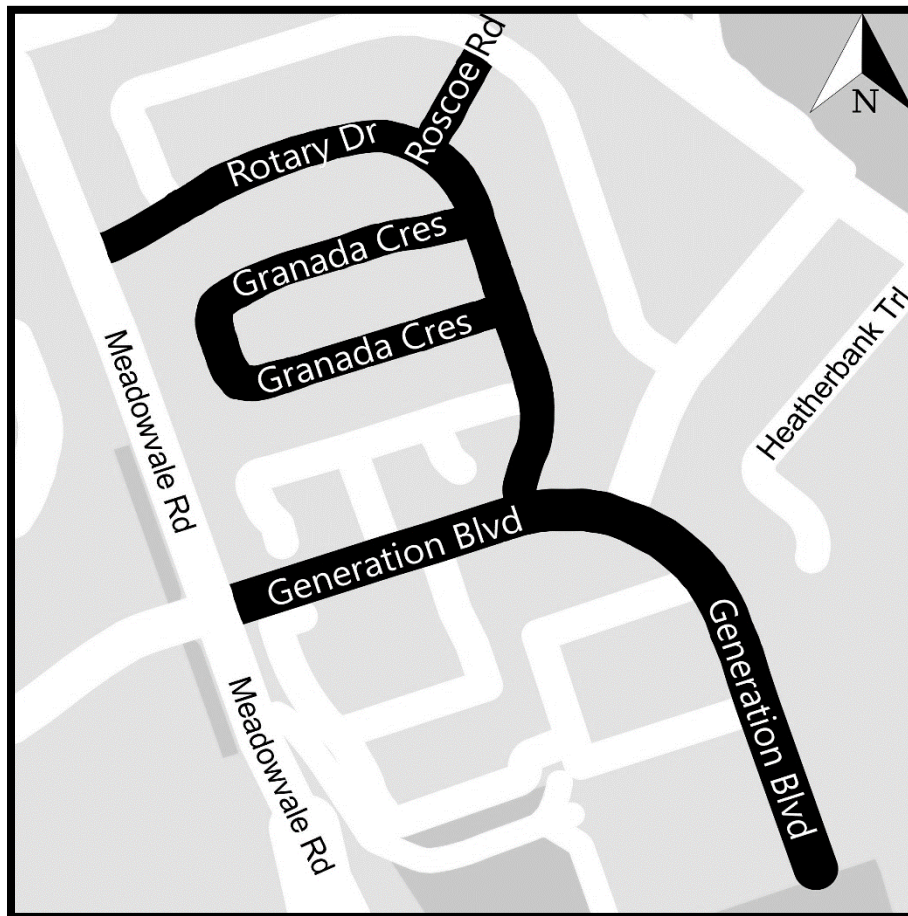 Roscoe Rd
N
Rotary Dr
Granada Cres
Granada Cres
Heatherbank Trl
Meadowvale Rd
Generation Blvd
Generation Blvd
Meadowvale Rd